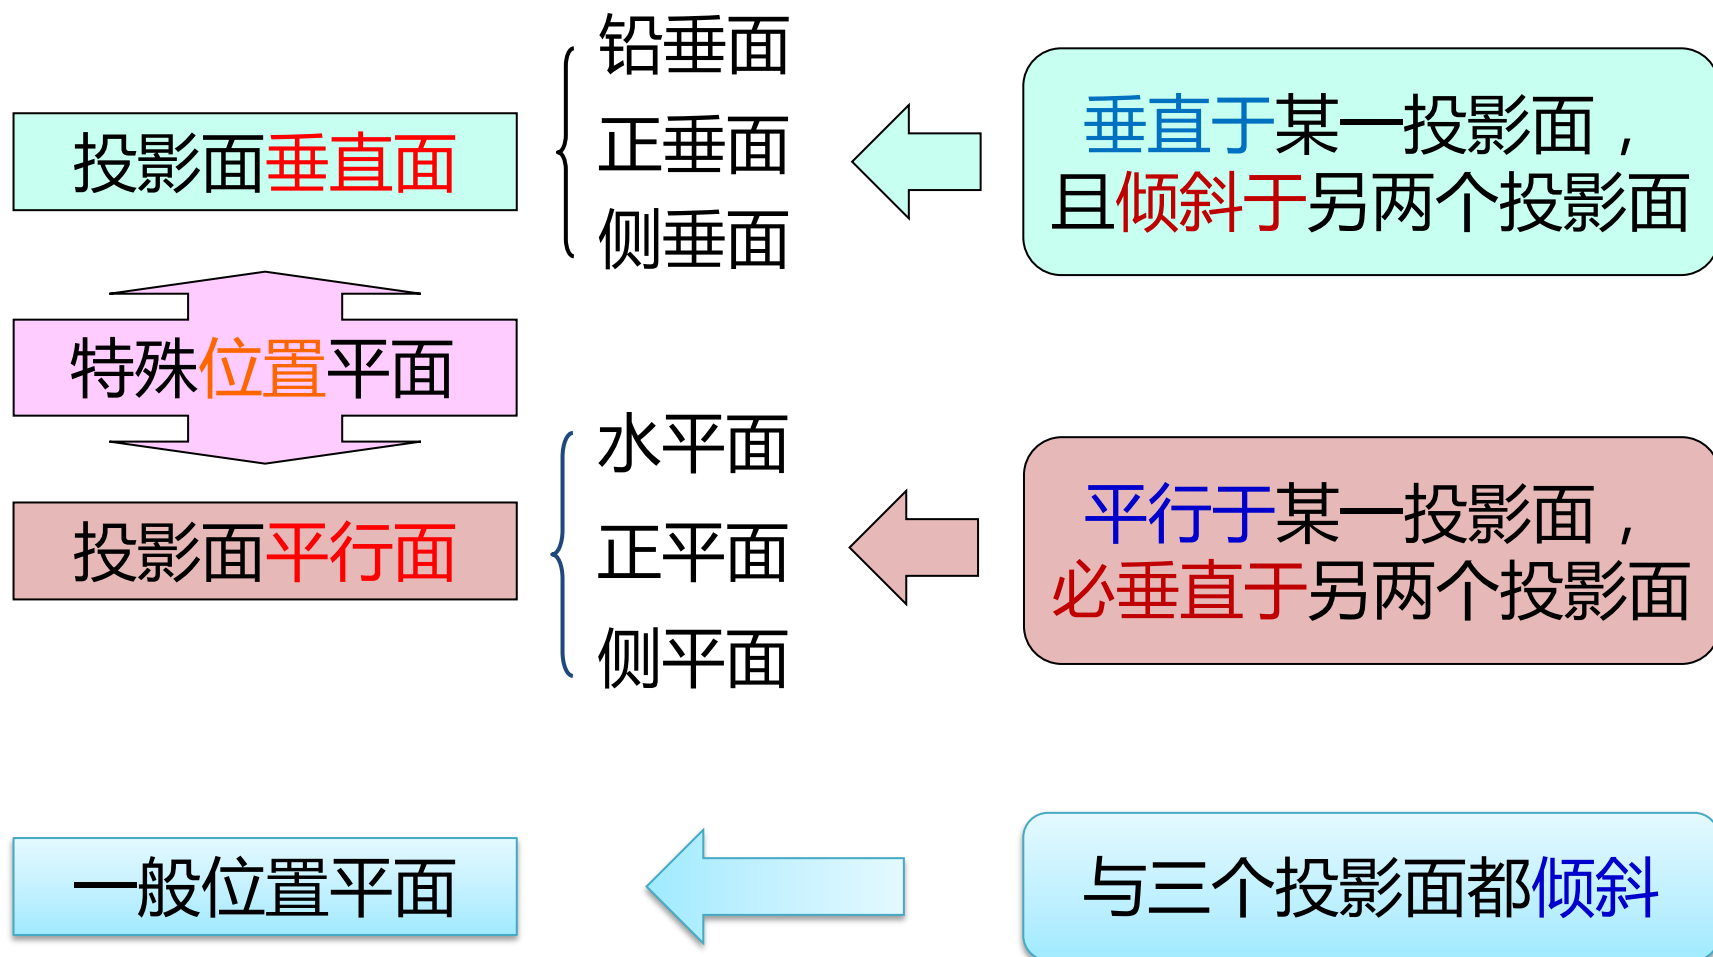 铅垂面
正垂面
侧垂面
投影面垂直面
垂直于某一投影面，
且倾斜于另两个投影面
特殊位置平面
水平面
正平面
侧平面
投影面平行面
平行于某一投影面，
必垂直于另两个投影面
一般位置平面
与三个投影面都倾斜